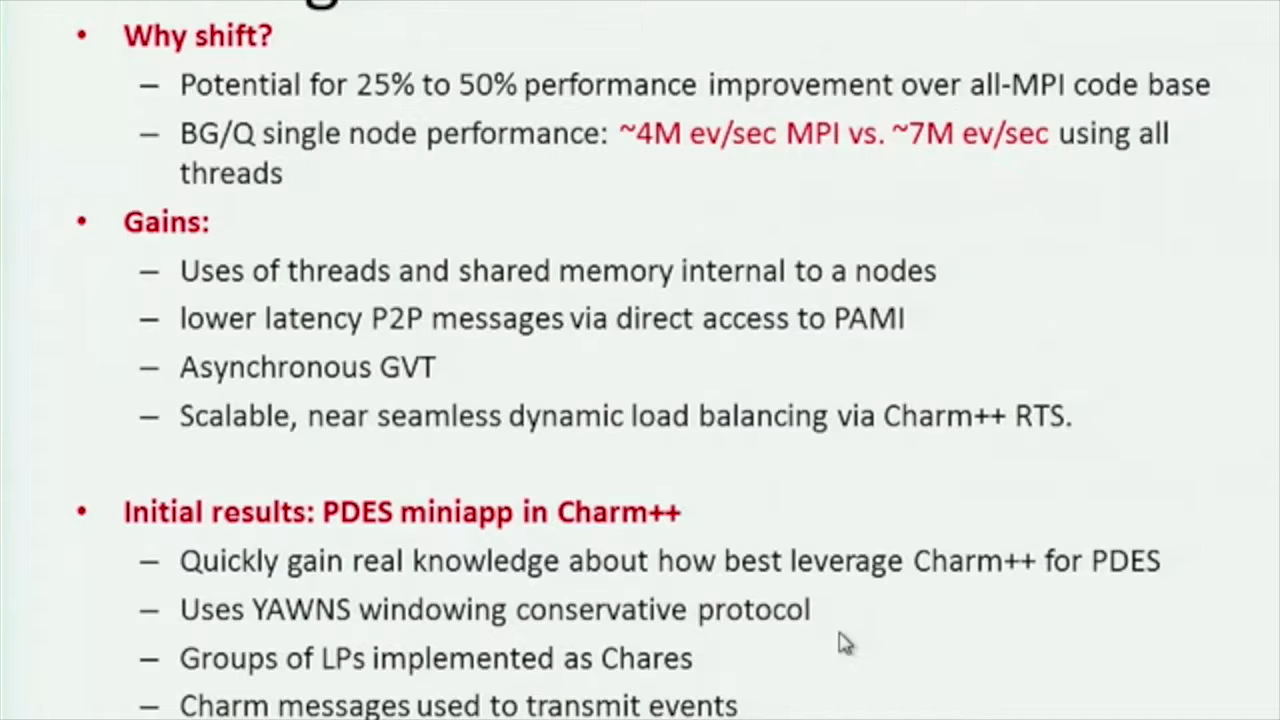 • Why shift?
– Potential for 25% to 50% performance improvement over all-MPI code base
– BG/Q single node performance: ~4M ev/sec MPI vs. ~7M ev/sec using all
threads
• Gains:
– Uses of threads and shared memory internal to a nodes
– lower latency P2P messages via direct access to PAMI
– Asynchronous GVT
– Scalable, near seamless dynamic load balancing via Charm++ RTS.
• Initial results: PDES miniapp in Charm++
– Quickly gain real knowledge about how best leverage Charm++ for PDES
– Uses YAWNS windowing conservative protocol
– Groups of LPs implemented as Chares
– Charm messages used to transmit events